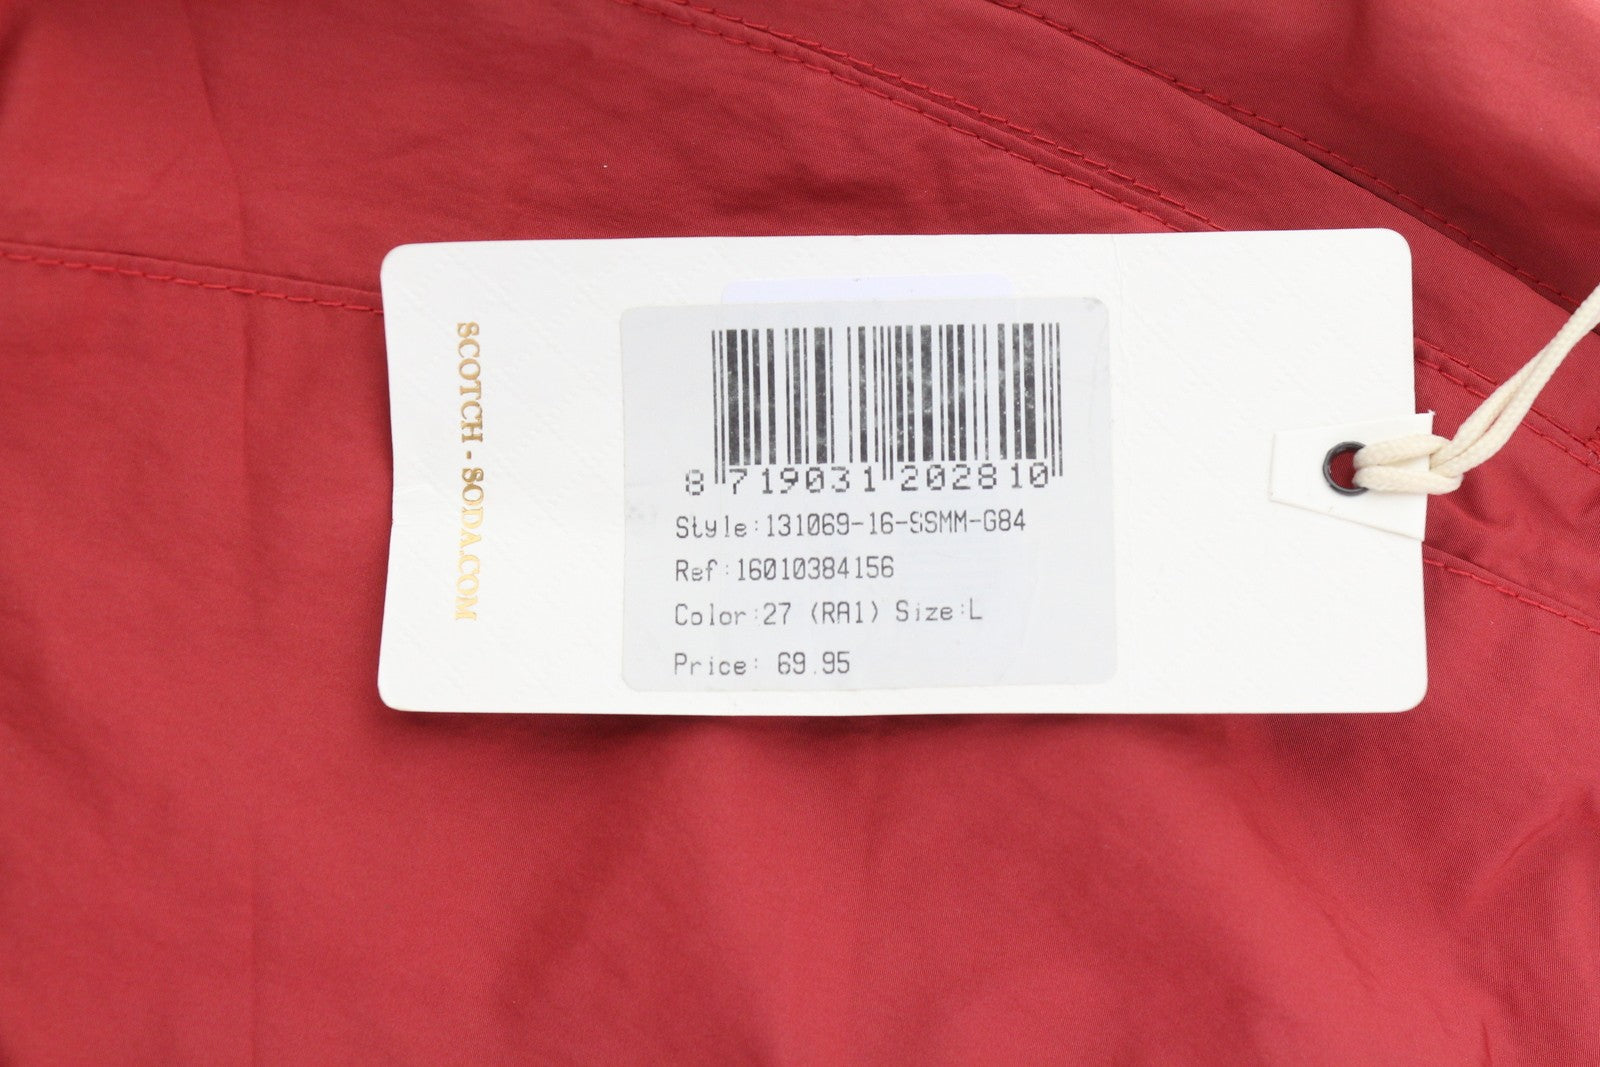 SCOTCH - SODA.COM
8 719031 202810
Style:131069-16-SSMM-G84
Ref:16010384156
Color:27 (RA1) Size:L
Price: 69.95